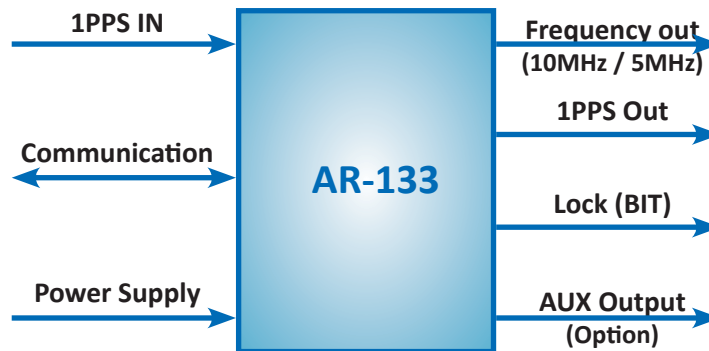 1PPS IN
Communication
Power Supply
AR-133
Frequency out
(10MHz / 5MHz)
1PPS Out
Lock (BIT)
AUX Output
(Option)